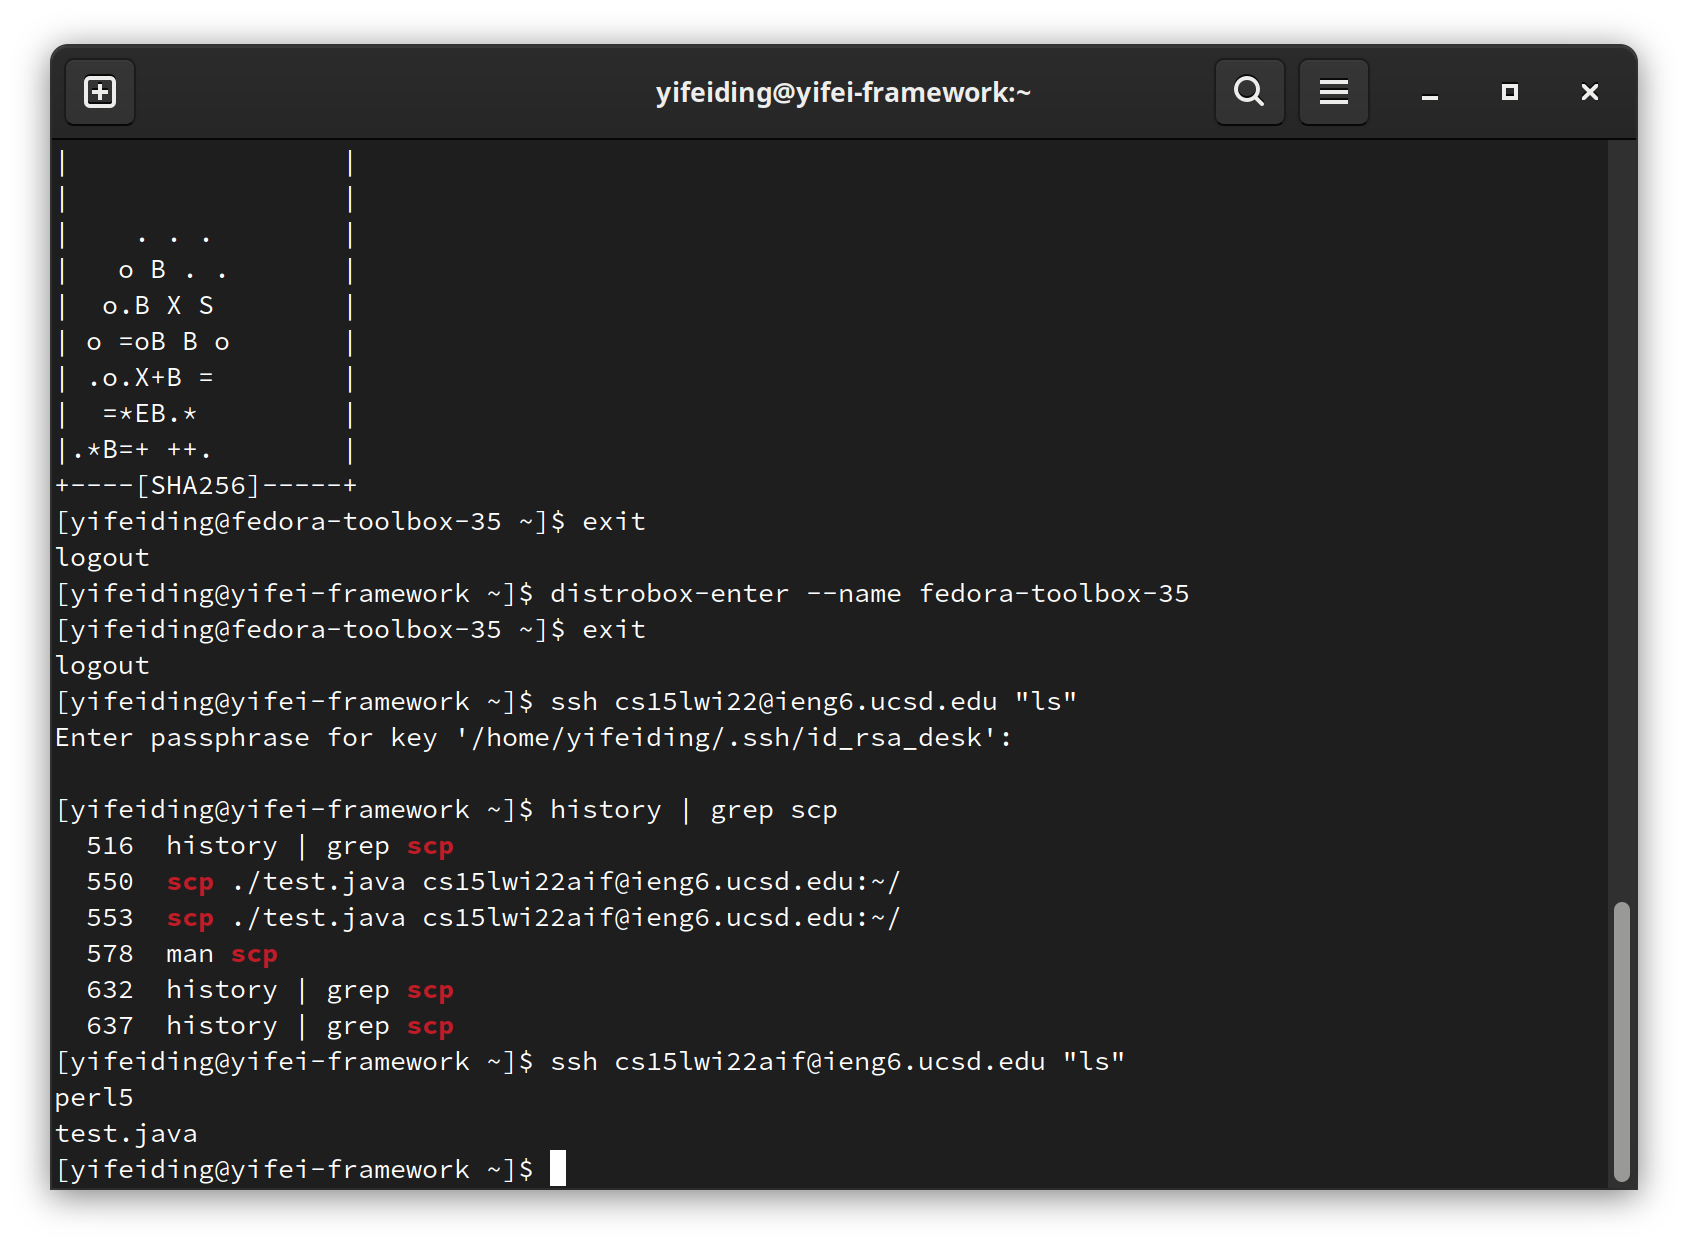 yifeiding@yifei-framework:~
|                 |
|                 |
|    . . .        |
|   o B . .       |
|  o.B X S        |
| o =oB B o       |
| .o.X+B =        |
|  =*EB.*         |
|.*B=+ ++.        |
+----[SHA256]-----+
[yifeiding@fedora-toolbox-35 ~]$ exit
logout
[yifeiding@yifei-framework ~]$ distrobox-enter --name fedora-toolbox-35
[yifeiding@fedora-toolbox-35 ~]$ exit
logout
[yifeiding@yifei-framework ~]$ ssh cs15lwi22@ieng6.ucsd.edu "ls"
Enter passphrase for key '/home/yifeiding/.ssh/id_rsa_desk':

[yifeiding@yifei-framework ~]$ history | grep scp
  516  history | grep scp
  550  scp ./test.java cs15lwi22aif@ieng6.ucsd.edu:~/
  553  scp ./test.java cs15lwi22aif@ieng6.ucsd.edu:~/
  578  man scp
  632  history | grep scp
  637  history | grep scp
[yifeiding@yifei-framework ~]$ ssh cs15lwi22aif@ieng6.ucsd.edu "ls"
perl5
test.java
[yifeiding@yifei-framework ~]$